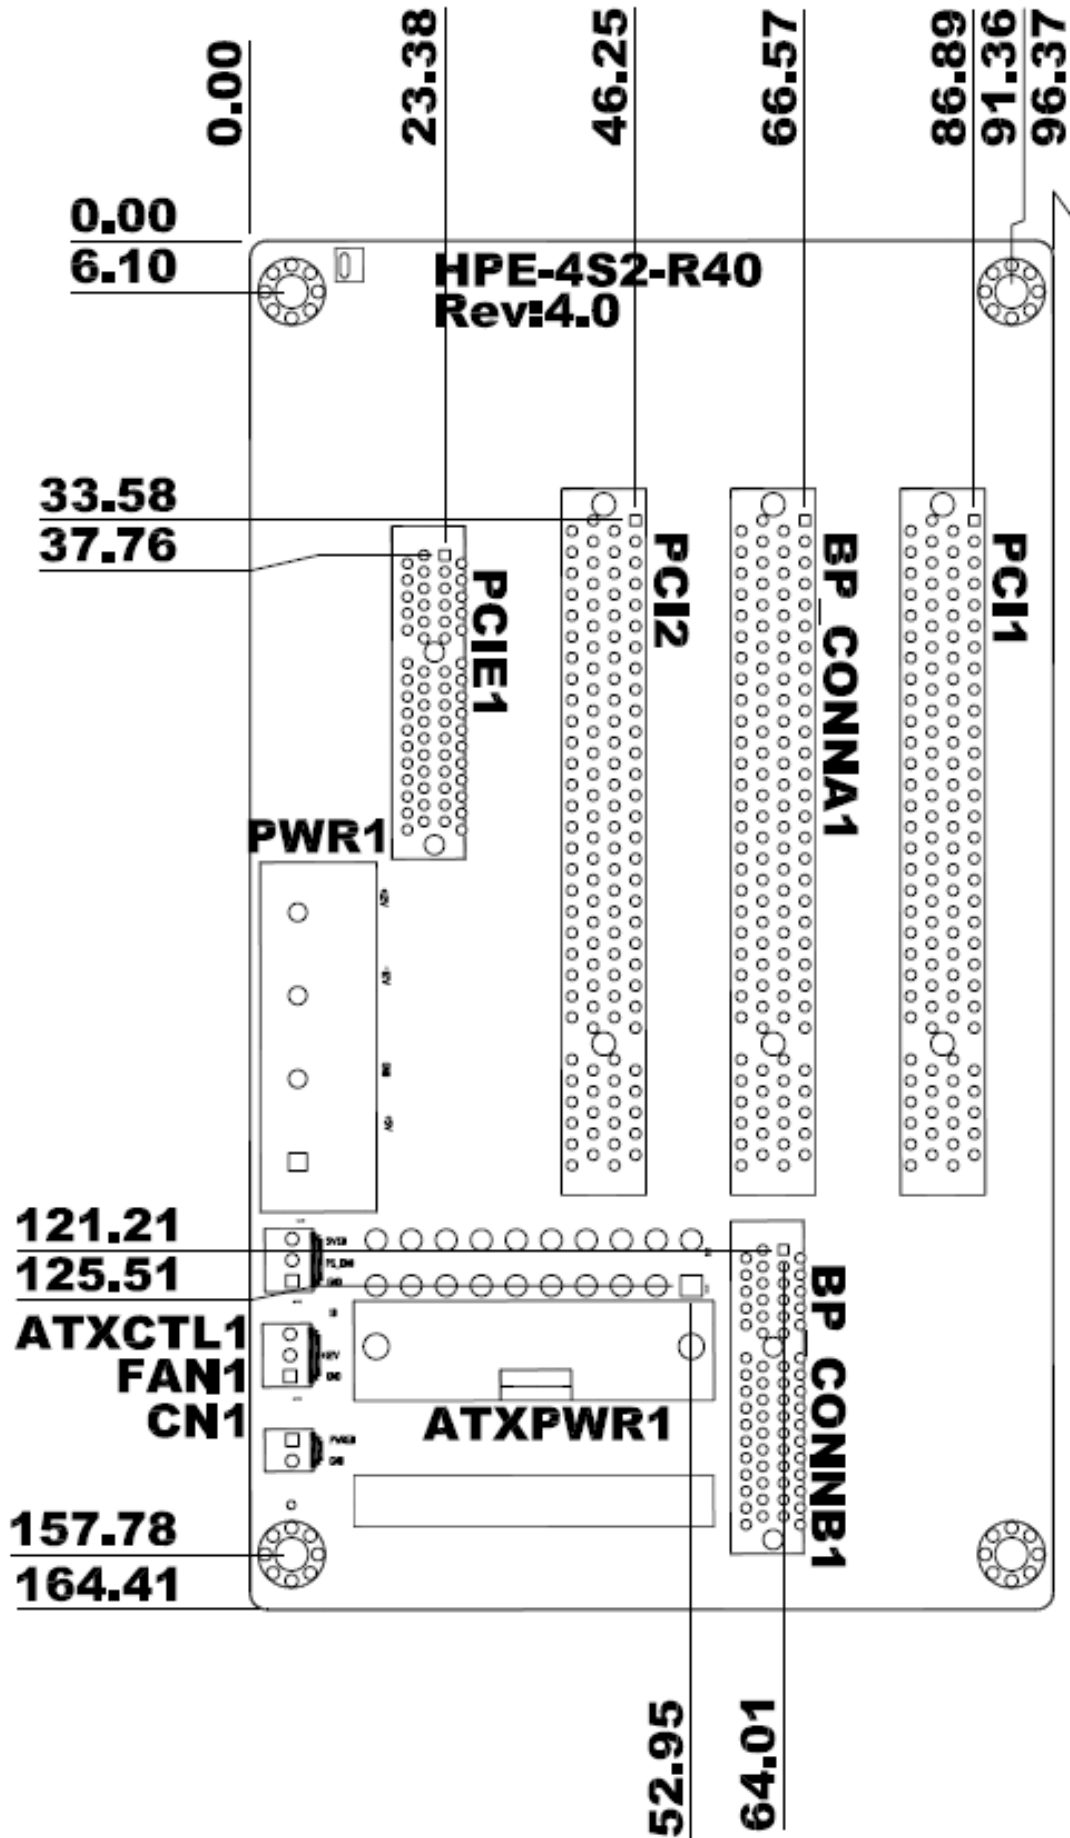 0.00
23.38
46.25
66.57
86.89
91.36
96.37
0.00
6.10
HPE-4S2-R40
Rev:4.0
33.58
37.76
PCIE1
PCI2
BP_CONNA1
PCI1
PWR1
121.21
125.51
ATXCTL1
FAN1
CN1
ATXPWR1
BP_CONNB1
157.78
164.41
52.95
64.01